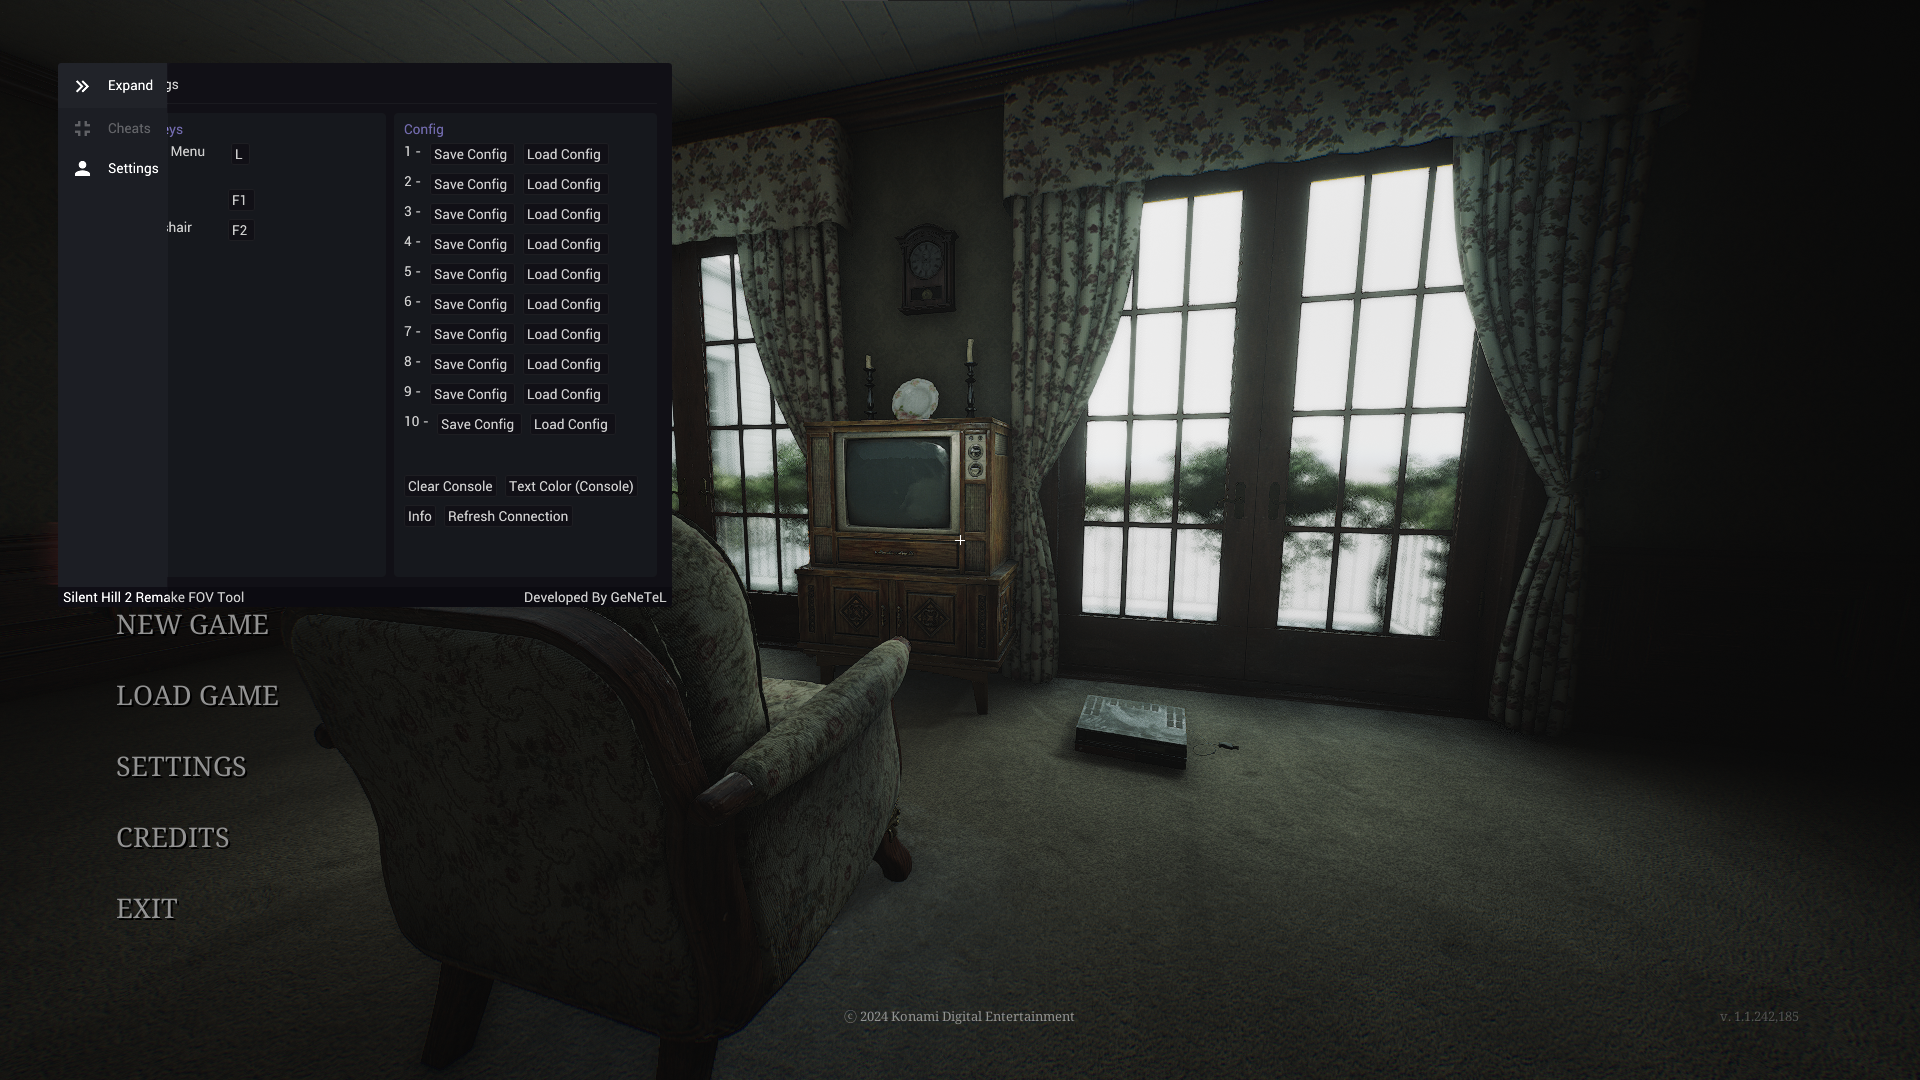 Expand
gs
Cheats
Settings
eys
Menu L
F1
hair F2
Config
1 - Save Config Load Config
2 - Save Config Load Config
3 - Save Config Load Config
4 - Save Config Load Config
5 - Save Config Load Config
6 - Save Config Load Config
7 - Save Config Load Config
8 - Save Config Load Config
9 - Save Config Load Config
10 - Save Config Load Config
Clear Console Text Color (Console)
Info Refresh Connection
Silent Hill 2 Remake FOV Tool Developed By GeNeTeL
NEW GAME
LOAD GAME
SETTINGS
CREDITS
EXIT
© 2024 Konami Digital Entertainment
v. 1.1.242.185